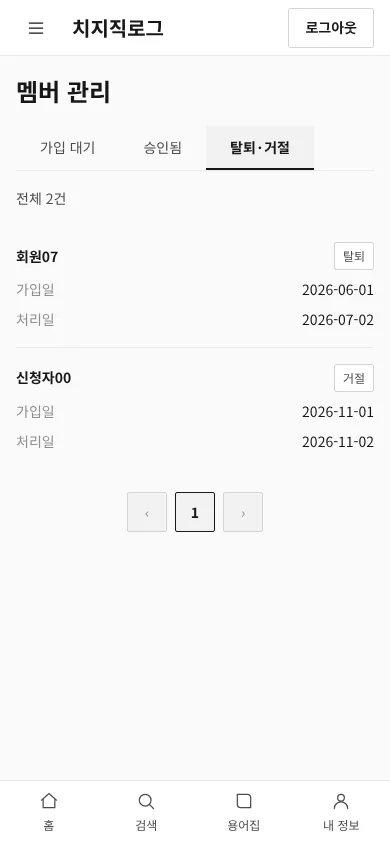 치지직로그
로그아웃
멤버 관리
가입 대기 승인됨 탈퇴·거절
전체 2건
회원07 탈퇴
가입일 2026-06-01
처리일 2026-07-02
신청자00 거절
가입일 2026-11-01
처리일 2026-11-02
‹ 1 ›
홈 검색 용어집 내 정보